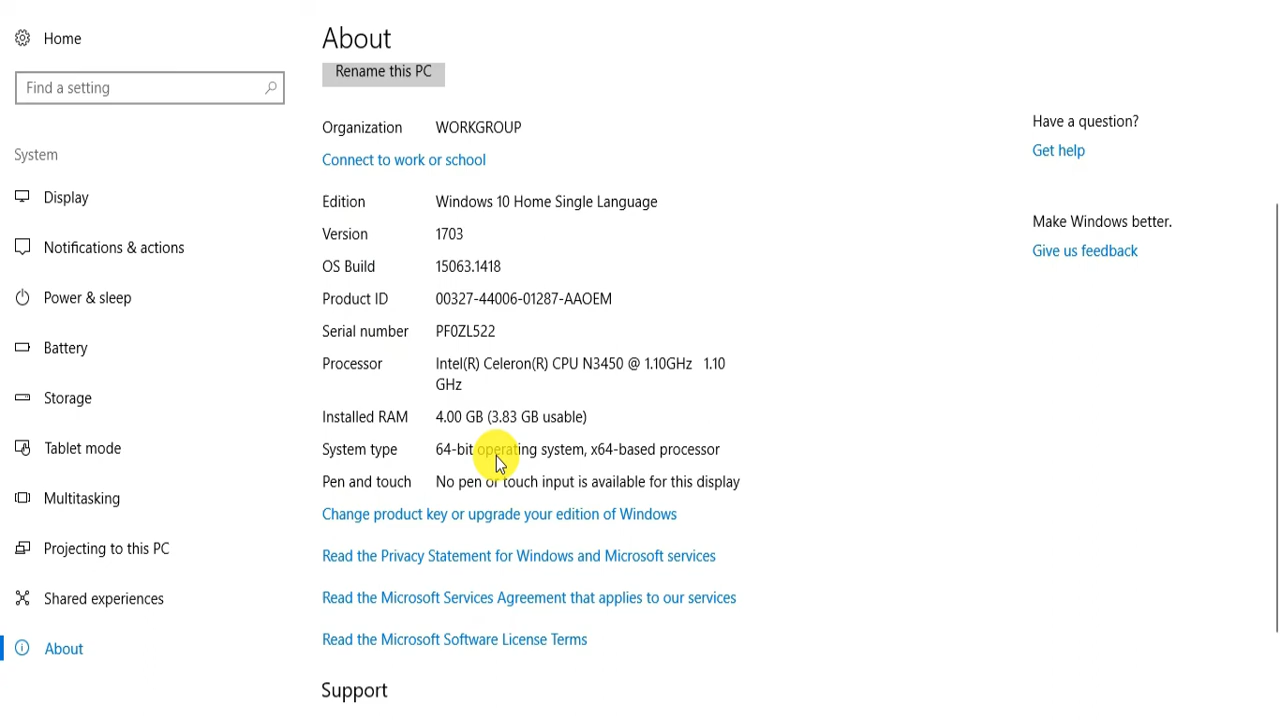 Home
Find a setting
System
Display
Notifications & actions
Power & sleep
Battery
Storage
Tablet mode
Multitasking
Projecting to this PC
Shared experiences
About
About
Rename this PC
Organization WORKGROUP
Connect to work or school
Edition Windows 10 Home Single Language
Version 1703
OS Build 15063.1418
Product ID 00327-44006-01287-AAOEM
Serial number PF0ZL522
Processor Intel(R) Celeron(R) CPU N3450 @ 1.10GHz 1.10
GHz
Installed RAM 4.00 GB (3.83 GB usable)
System type 64-bit operating system, x64-based processor
Pen and touch No pen or touch input is available for this display
Change product key or upgrade your edition of Windows
Read the Privacy Statement for Windows and Microsoft services
Read the Microsoft Services Agreement that applies to our services
Read the Microsoft Software License Terms
Support
Have a question?
Get help
Make Windows better.
Give us feedback